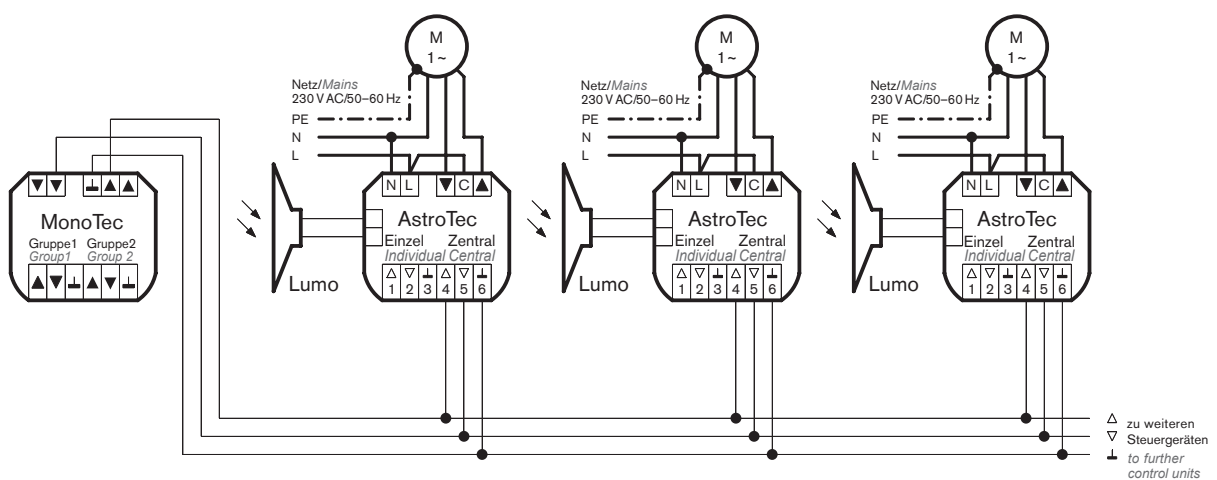 M
1~
Netz/Mains
230 V AC/50–60 Hz
PE
N
L
M
1~
Netz/Mains
230 V AC/50–60 Hz
PE
N
L
M
1~
Netz/Mains
230 V AC/50–60 Hz
PE
N
L
▼ ▼ ┴ ▲ ▲
MonoTec
Gruppe1 Gruppe2
Group1 Group 2
▲ ▼ ┴ ▲ ▼ ┴
Lumo
N L ▼ C ▲
AstroTec
Einzel Zentral
Individual Central
△ ▽ ┴ △ ▽ ┴
1 2 3 4 5 6
Lumo
N L ▼ C ▲
AstroTec
Einzel Zentral
Individual Central
△ ▽ ┴ △ ▽ ┴
1 2 3 4 5 6
Lumo
N L ▼ C ▲
AstroTec
Einzel Zentral
Individual Central
△ ▽ ┴ △ ▽ ┴
1 2 3 4 5 6
△ zu weiteren
▽ Steuergeräten
┴ to further
control units